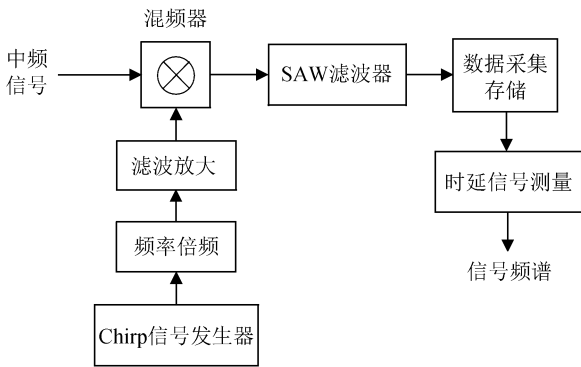 混频器
中频
信号
SAW滤波器
数据采集
存储
滤波放大
时延信号测量
频率倍频
信号频谱
Chirp信号发生器